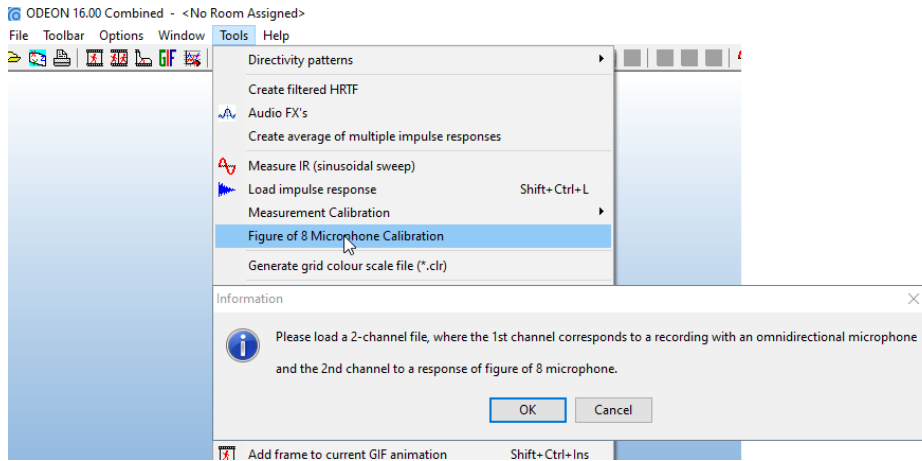 ODEON 16.00 Combined - <No Room Assigned>
File Toolbar Options Window Tools Help
GIF
Directivity patterns
Create filtered HRTF
Audio FX's
Create average of multiple impulse responses
Measure IR (sinusoidal sweep)
Load impulse response Shift+Ctrl+L
Measurement Calibration
Figure of 8 Microphone Calibration
Generate grid colour scale file (*.clr)
Information
Please load a 2-channel file, where the 1st channel corresponds to a recording with an omnidirectional microphone
and the 2nd channel to a response of figure of 8 microphone.
OK Cancel
Add frame to current GIF animation Shift+Ctrl+Ins